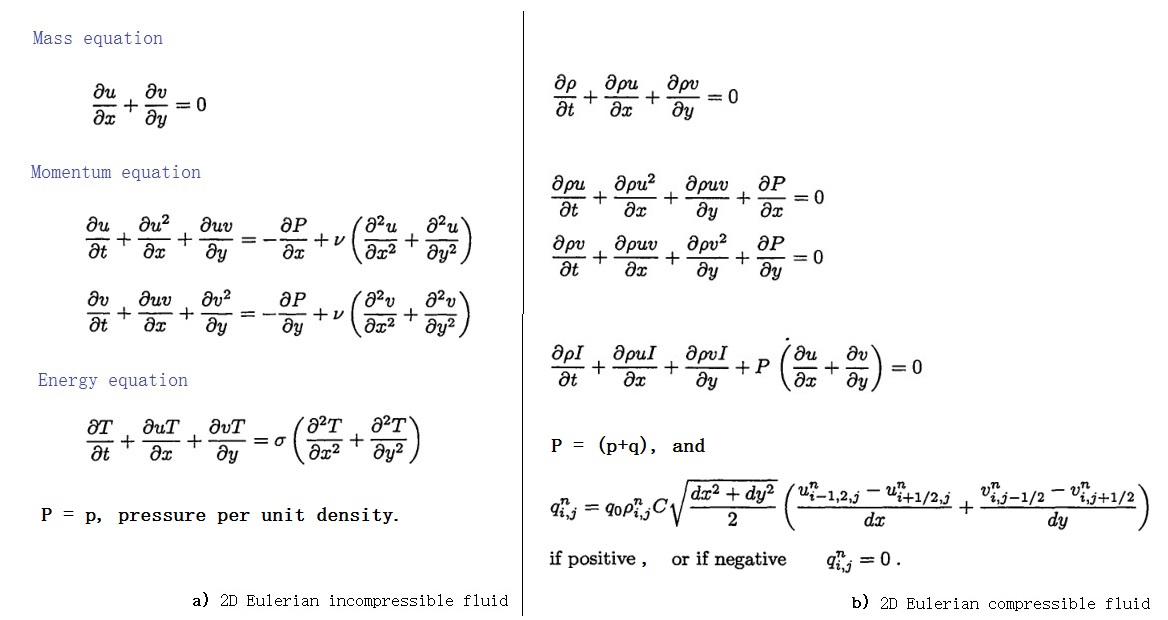 Mass equation
∂u/∂x + ∂v/∂y = 0
Momentum equation
∂u/∂t + ∂u²/∂x + ∂uv/∂y = −∂P/∂x + ν (∂²u/∂x² + ∂²u/∂y²)
∂v/∂t + ∂uv/∂x + ∂v²/∂y = −∂P/∂y + ν (∂²v/∂x² + ∂²v/∂y²)
Energy equation
∂T/∂t + ∂uT/∂x + ∂vT/∂y = σ (∂²T/∂x² + ∂²T/∂y²)
P = p, pressure per unit density.
a) 2D Eulerian incompressible fluid
∂ρ/∂t + ∂ρu/∂x + ∂ρv/∂y = 0
∂ρu/∂t + ∂ρu²/∂x + ∂ρuv/∂y + ∂P/∂x = 0
∂ρv/∂t + ∂ρuv/∂x + ∂ρv²/∂y + ∂P/∂y = 0
∂ρI/∂t + ∂ρuI/∂x + ∂ρvI/∂y + P (∂u/∂x + ∂v/∂y) = 0
P = (p+q), and
q^n_{i,j} = q₀ρ^n_{i,j} C √((dx² + dy²)/2) ((u^n_{i−1,2,j} − u^n_{i+1/2,j})/dx + (v^n_{i,j−1/2} − v^n_{i,j+1/2})/dy)
if positive , or if negative q^n_{i,j} = 0 .
b) 2D Eulerian compressible fluid